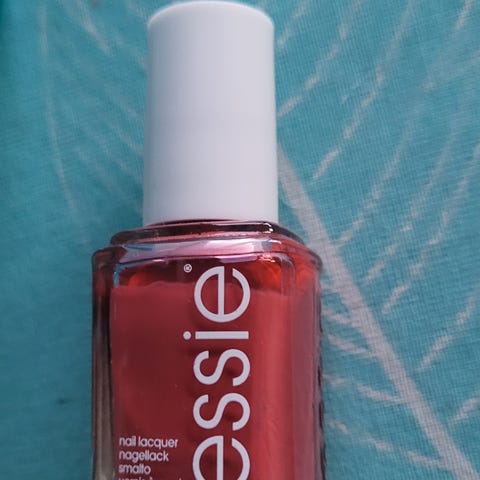 essie®
nail lacquer
nagellack
smalto